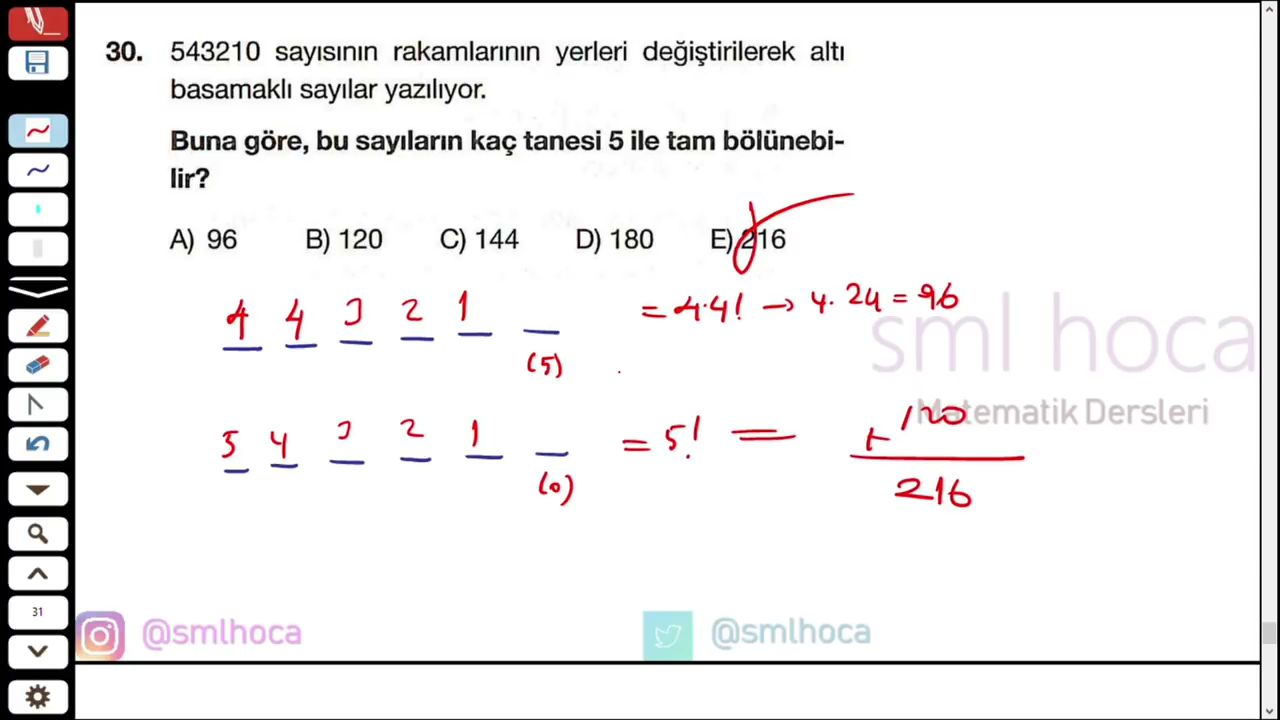 30. 543210 sayısının rakamlarının yerleri değiştirilerek altı
basamaklı sayılar yazılıyor.
Buna göre, bu sayıların kaç tanesi 5 ile tam bölünebi-
lir?
A) 96 B) 120 C) 144 D) 180 E) 216
4 4 3 2 1 = 4.4! → 4.24 = 96
(5)
sml hoca
Matematik Dersleri
5 4 3 2 1 = 5! = + 120
(0)
216
31
@smlhoca @smlhoca